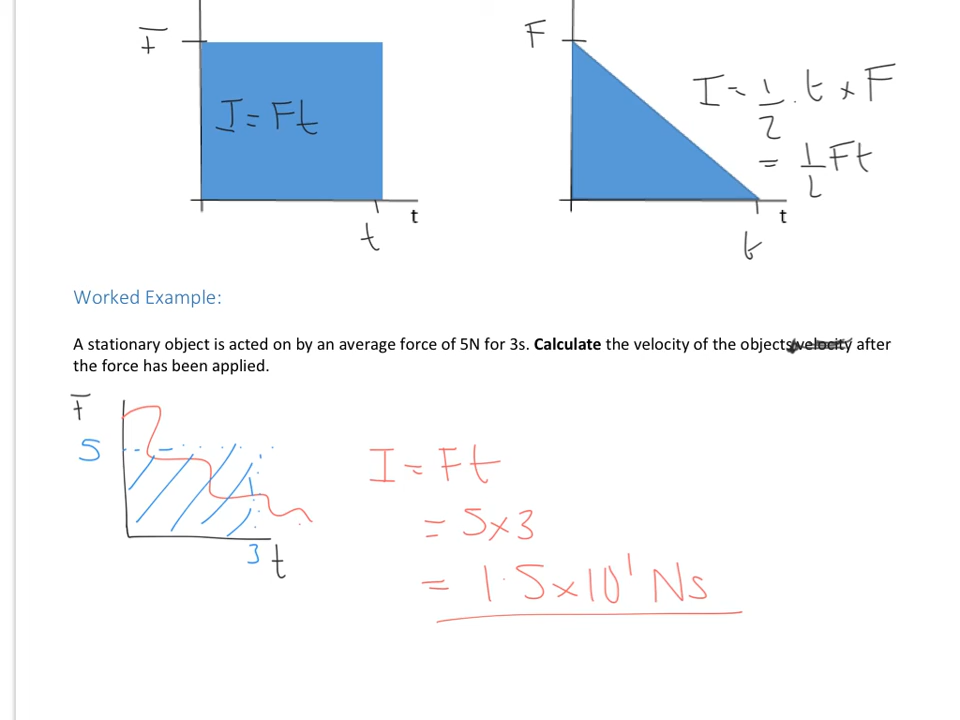 F
I = Ft
t
t
F
I = 1/2 . t × F
= 1/2 Ft
t
t
Worked Example:
A stationary object is acted on by an average force of 5N for 3s. Calculate the velocity of the objects velocity after
the force has been applied.
F
5
3 t
I = Ft
= 5×3
= 1.5×10¹ Ns